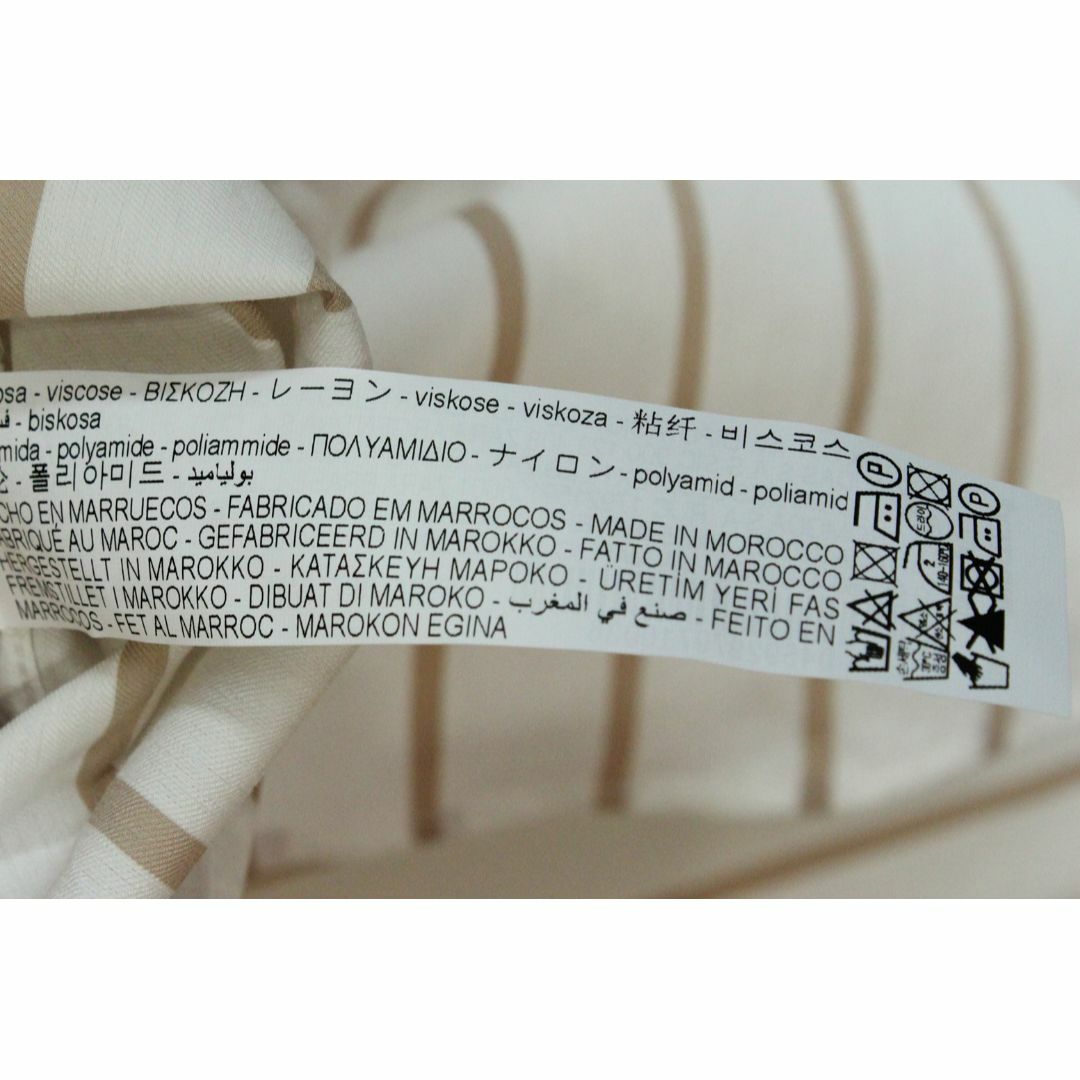 osa - viscose - ΒΙΣΚΟΖΗ - レーヨン - viskose - viskoza - 粘纤 - 비스코스
- biskosa
mida - polyamide - poliammide - ΠΟΛΥΑΜΙΔΙΟ - ナイロン - polyamid - poliamid
- 폴리아미드 - بولياميد
CHO EN MARRUECOS - FABRICADO EM MARROCOS - MADE IN MOROCCO
ABRIQUÉ AU MAROC - GEFABRICEERD IN MAROKKO - FATTO IN MAROCCO
HERGESTELLT IN MAROKKO - ΚΑΤΑΣΚΕΥΗ ΜΑΡΟΚΟ - ÜRETİM YERİ FAS
FREMSTILLET I MAROKKO - DIBUAT DI MAROKO - صنع في المغرب - FEITO EN
MARROCOS - FET AL MARROC - MAROKON EGINA
P
P